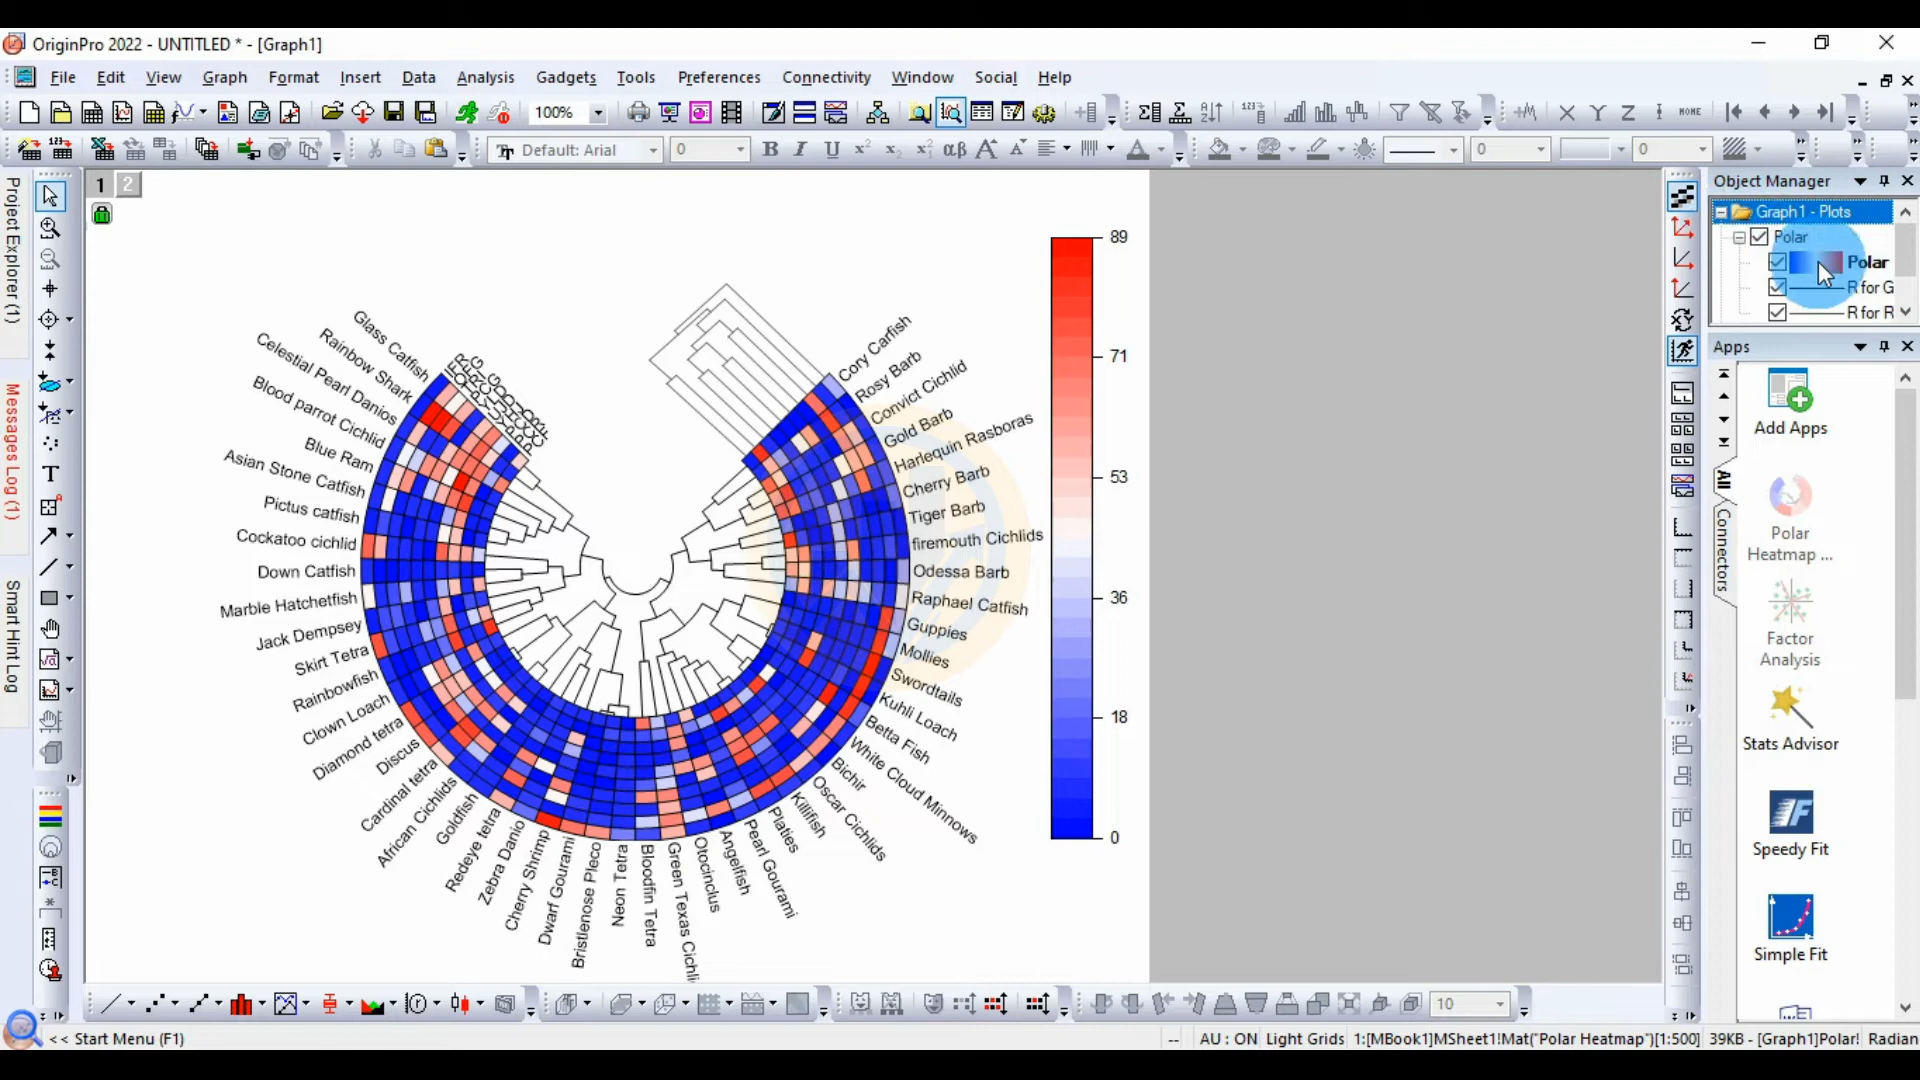 OriginPro 2022 - UNTITLED * - [Graph1]
File Edit View Graph Format Insert Data Analysis Gadgets Tools Preferences Connectivity Window Social Help
100%
Default: Arial 0 B I U αβ A 0 0
Project Explorer (1)
Messages Log (1)
Smart Hint Log
1 2
Object Manager
Graph1 - Plots
Polar
Polar
R for G
R for R
Apps
Add Apps
Polar Heatmap ...
Factor Analysis
Stats Advisor
Speedy Fit
Simple Fit
All
Connectors
Glass Catfish
Rainbow Shark
Celestial Pearl Danios
Blood parrot Cichlid
Blue Ram
Asian Stone Catfish
Pictus catfish
Cockatoo cichlid
Down Catfish
Marble Hatchetfish
Jack Dempsey
Skirt Tetra
Rainbowfish
Clown Loach
Diamond tetra
Discus
Cardinal tetra
African Cichlids
Goldfish
Redeye tetra
Zebra Danio
Cherry Shrimp
Dwarf Gourami
Bristlenose Pleco
Neon Tetra
Bloodfin Tetra
Green Texas Cichli
Otocinclus
Angelfish
Pearl Gourami
Platies
Killifish
Oscar Cichlids
Bichir
White Cloud Minnows
Betta Fish
Kuhli Loach
Swordtails
Mollies
Guppies
Raphael Catfish
Odessa Barb
firemouth Cichlids
Tiger Barb
Cherry Barb
Harlequin Rasboras
Gold Barb
Convict Cichlid
Rosy Barb
Cory Carfish
89
71
53
36
18
0
10
<< Start Menu (F1)
-- AU : ON Light Grids 1:[MBook1]MSheet1!Mat("Polar Heatmap")[1:500] 39KB - [Graph1]Polar! Radian